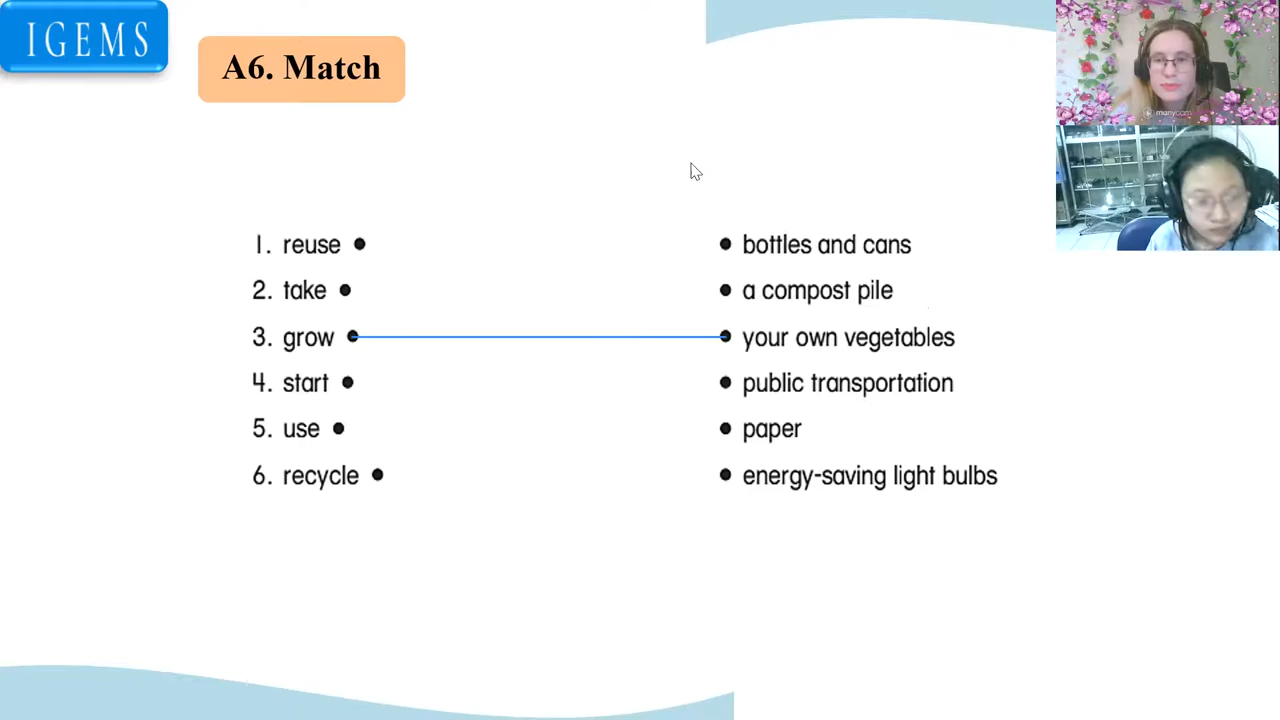 IGEMS
A6. Match
manycam
1. reuse
bottles and cans
2. take
a compost pile
3. grow
your own vegetables
4. start
public transportation
5. use
paper
6. recycle
energy-saving light bulbs